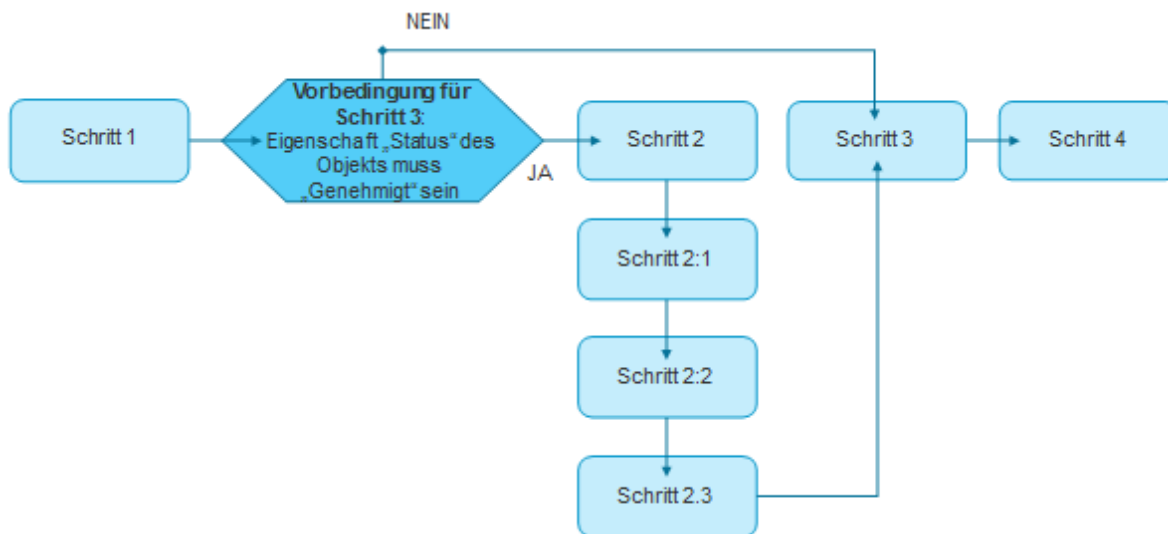 NEIN
Schritt 1
Vorbedingung für
Schritt 3:
Eigenschaft „Status“ des
Objekts muss
„Genehmigt“ sein
JA
Schritt 2
Schritt 3
Schritt 4
Schritt 2:1
Schritt 2:2
Schritt 2.3